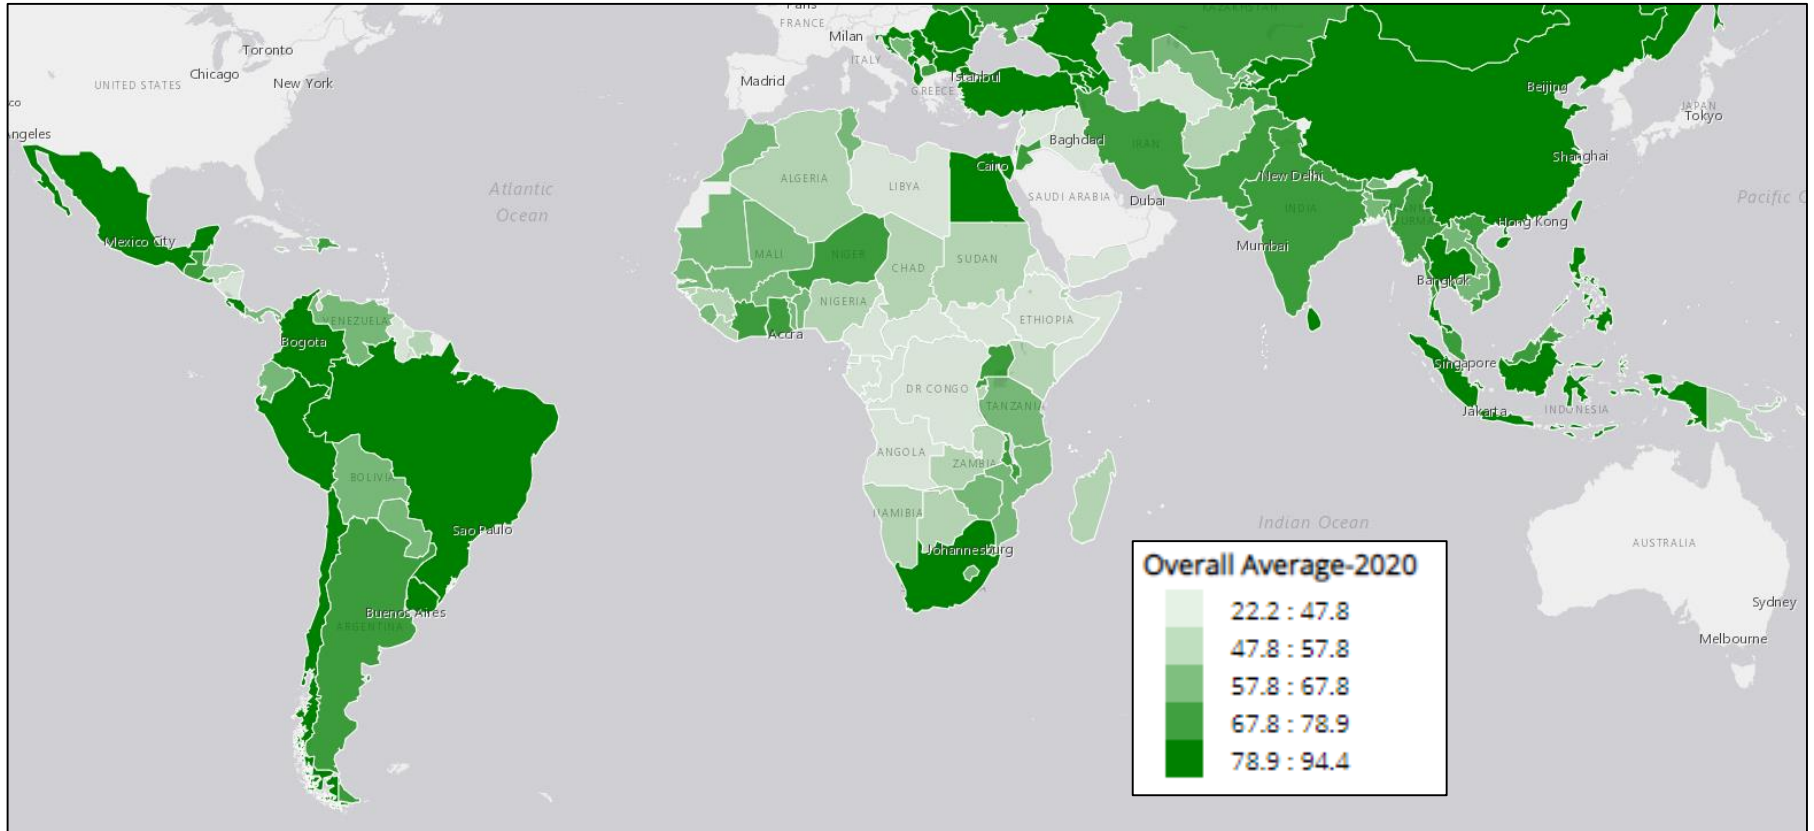 Paris
KAZAKHSTAN
FRANCE
Milan
Toronto
ITALY
Chicago
Madrid
Istanbul
UNITED STATES
New York
Beijing
GREECE
co
JAPAN
Tokyo
Angeles
Baghdad
IRAN
Shanghai
Cairo
New Delhi
ALGERIA
LIBYA
Atlantic
Ocean
SAUDI ARABIA
Dubai
Pacific O
INDIA
Hong Kong
Mexico City
Mumbai
MALI
NIGER
SUDAN
CHAD
Bangkok
NIGERIA
VENEZUELA
ETHIOPIA
Accra
Bogota
Singapore
DR CONGO
TANZANIA
Jakarta
INDONESIA
ANGOLA
ZAMBIA
BOLIVIA
NAMIBIA
Indian Ocean
Sao Paulo
Johannesburg
AUSTRALIA
Overall Average-2020
22.2 : 47.8
47.8 : 57.8
57.8 : 67.8
67.8 : 78.9
78.9 : 94.4
Buenos Aires
ARGENTINA
Sydney
Melbourne